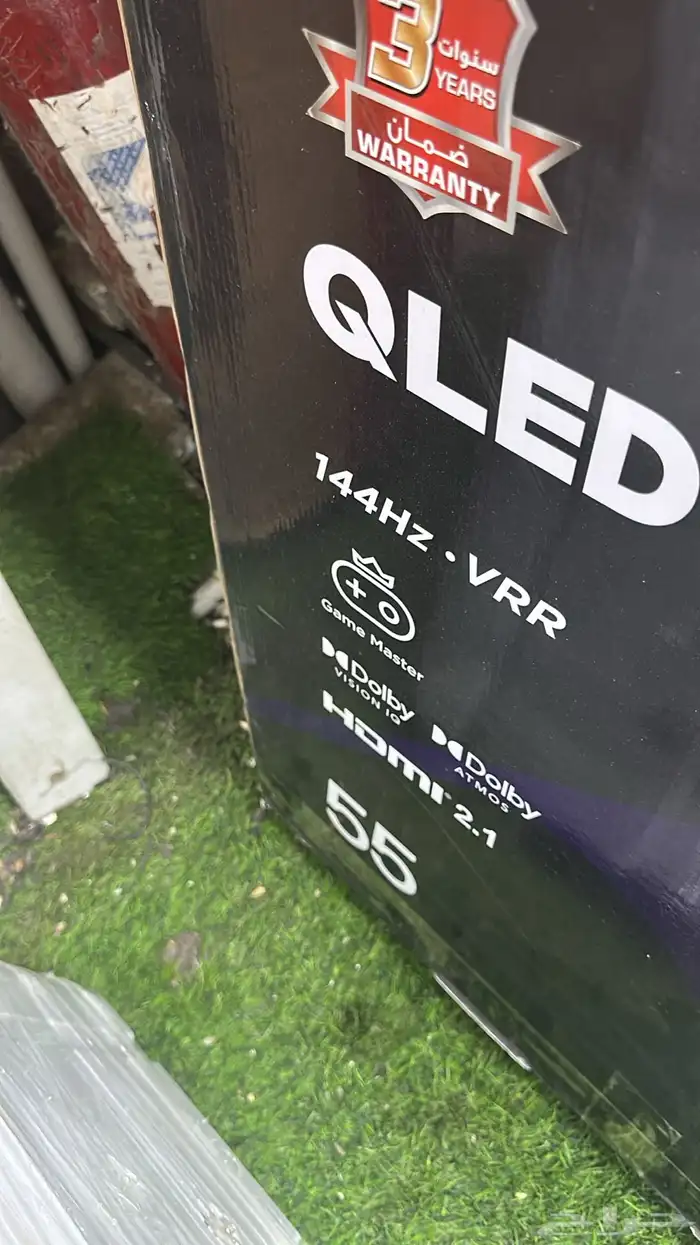 3 سنوات
YEARS
ضمان
WARRANTY
QLED
144Hz • VRR
Game Master
Dolby
VISION IQ
Dolby
ATMOS
HDMI 2.1
55
حراج